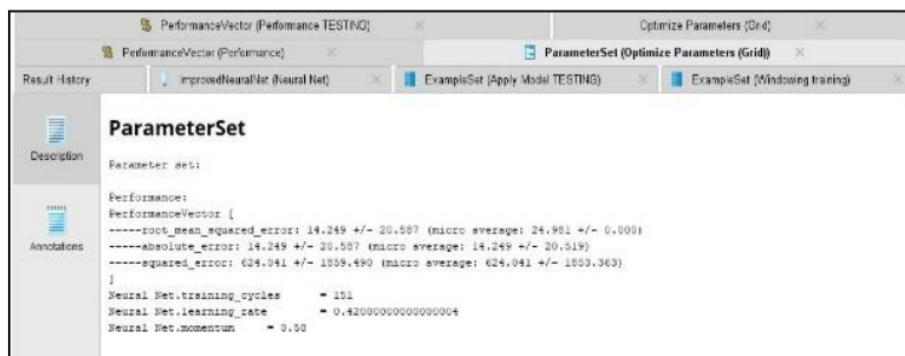 PerformanceVector (Performance TESTING)
Optimize Parameters (Grid)
PerformanceVector (Performance)
ParameterSet (Optimize Parameters (Grid))
Result History
ImprovedNeuralNet (Neural Net)
ExampleSet (Apply Model TESTING)
ExampleSet (Windowing training)
Description
Annotations
ParameterSet
Parameter set:
Performance:
PerformanceVector [
-----root_mean_squared_error: 14.249 +/- 20.587 (micro average: 24.981 +/- 0.000)
-----absolute_error: 14.249 +/- 20.587 (micro average: 14.249 +/- 20.519)
-----squared_error: 624.041 +/- 1859.490 (micro average: 624.041 +/- 1853.363)
]
Neural Net.training_cycles = 151
Neural Net.learning_rate = 0.42000000000000004
Neural Net.momentum = 0.50